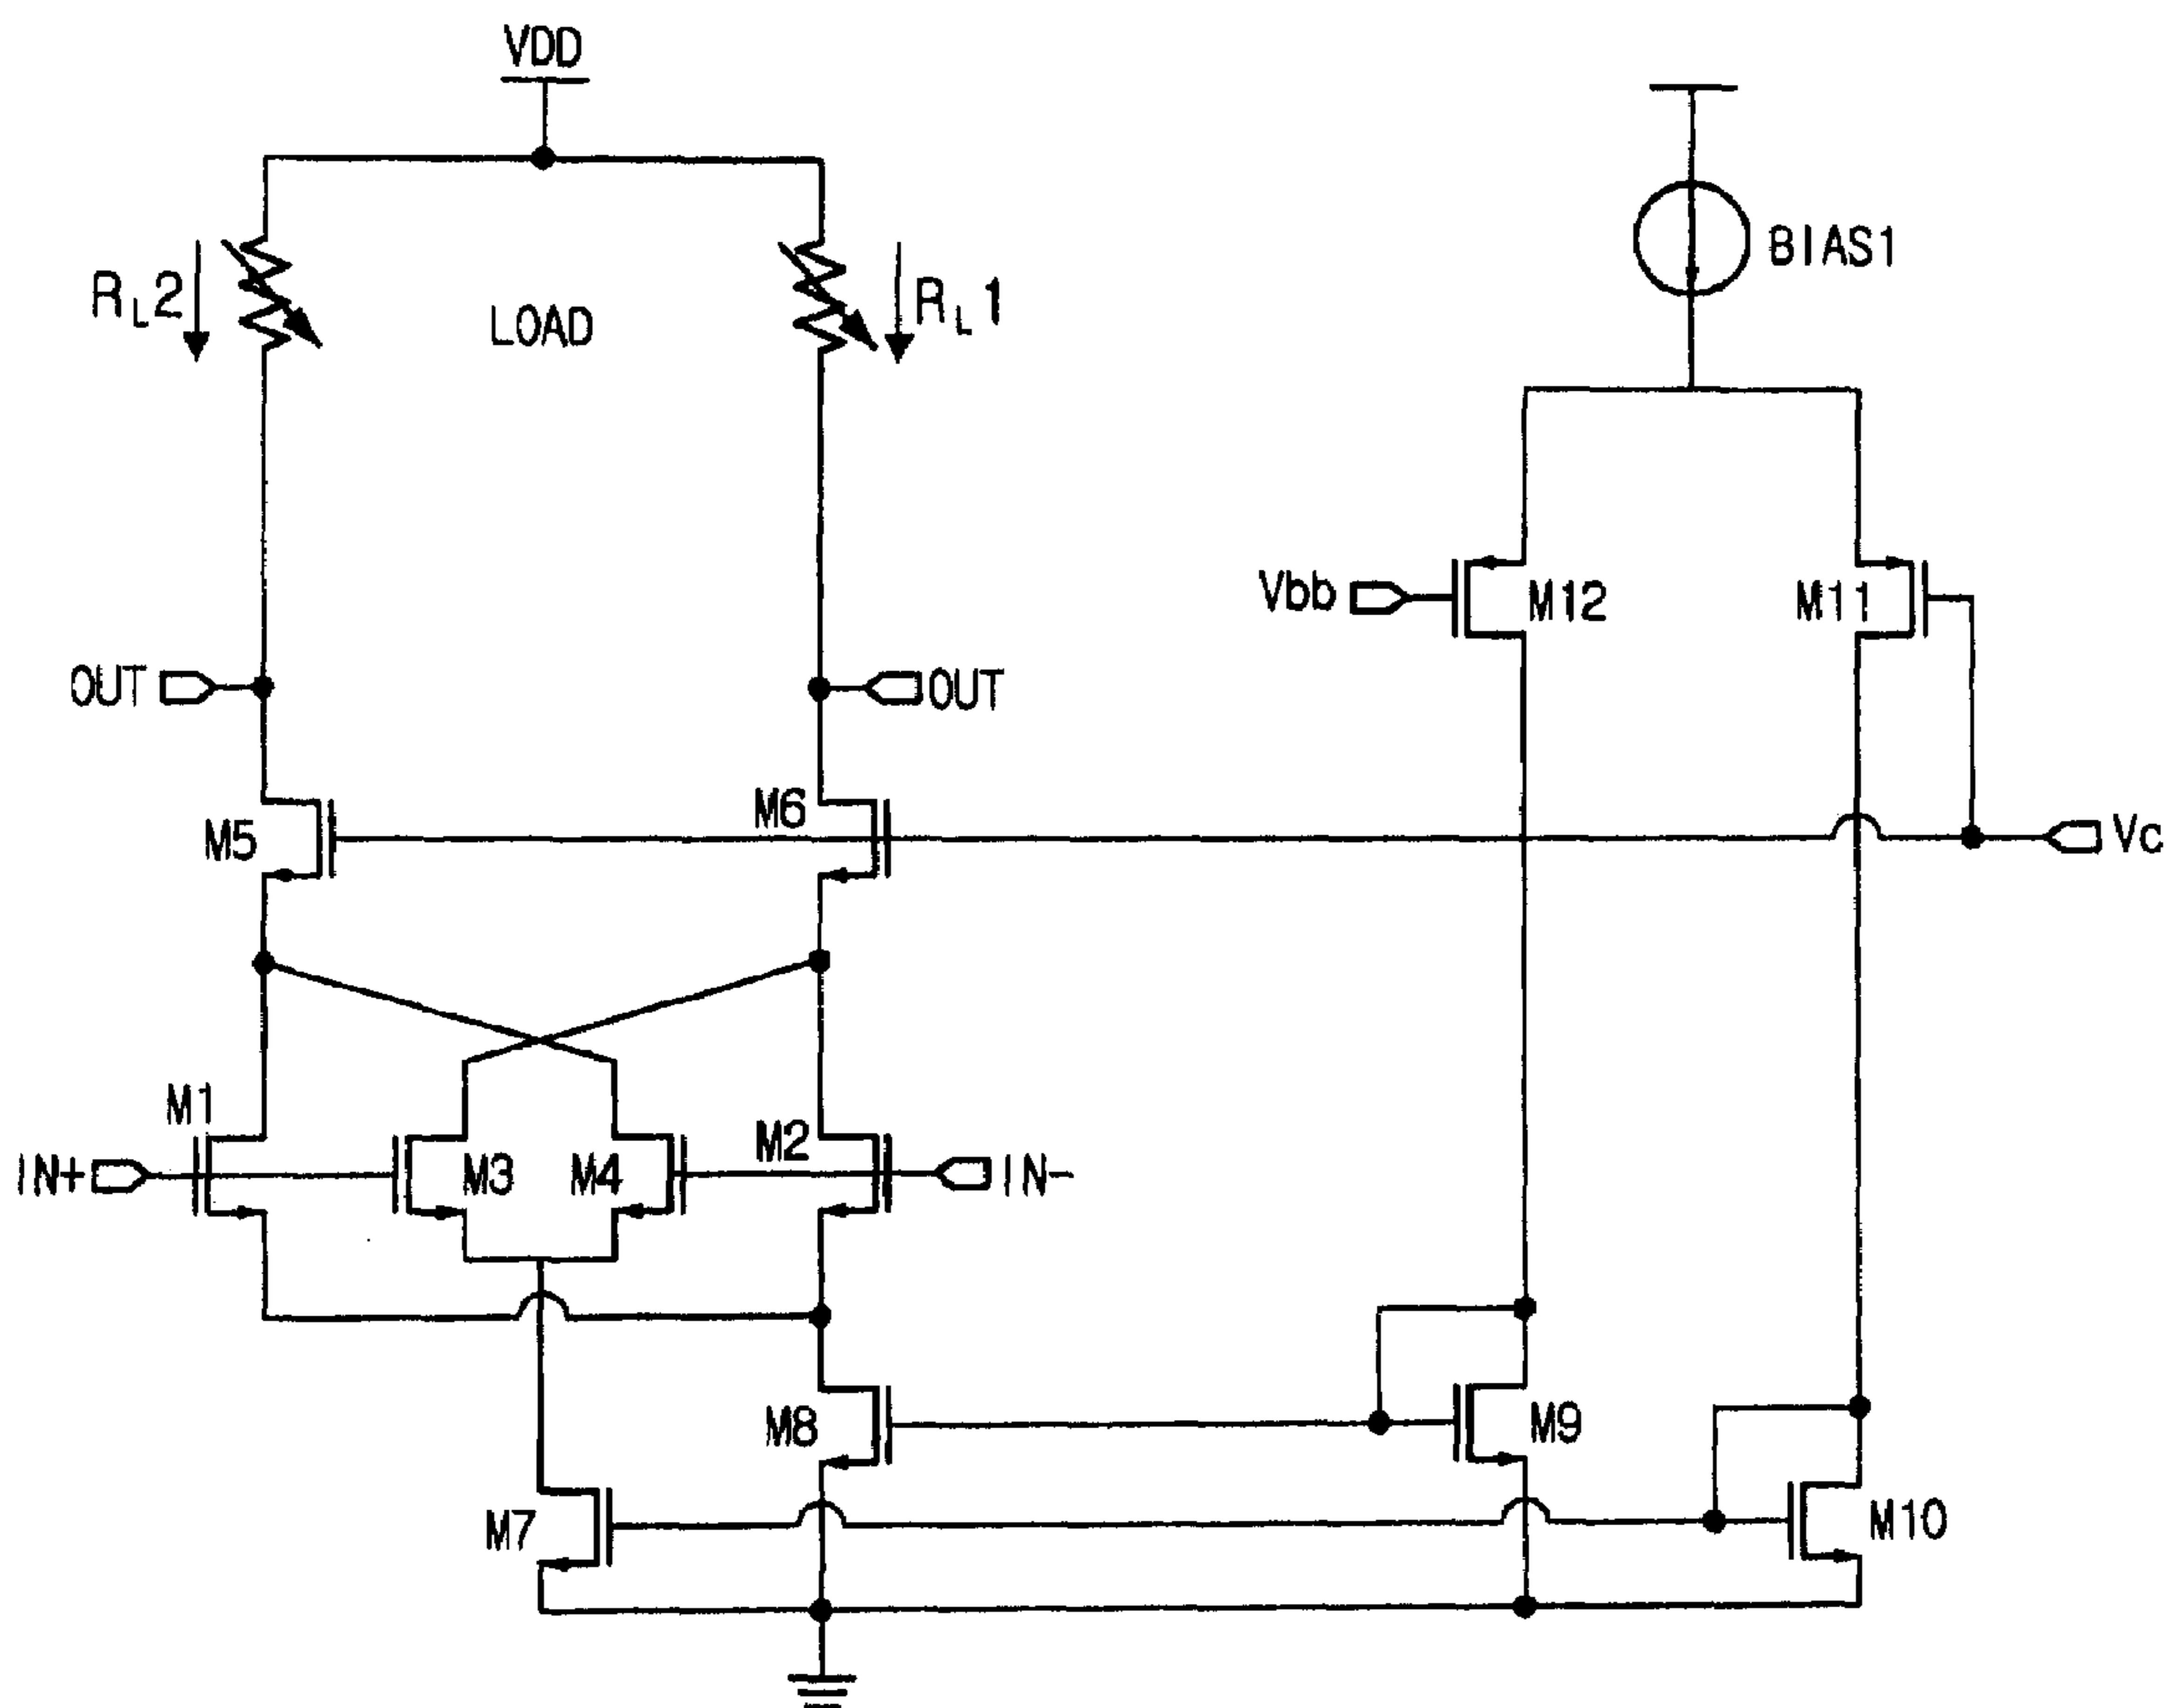 VDD
BIAS1
RL2
LOAD
RL1
Vbb
M12
M11
OUT
OUT
M5
M6
Vc
M1
M2
IN+
M3
M4
IN-
M8
M9
M7
M10